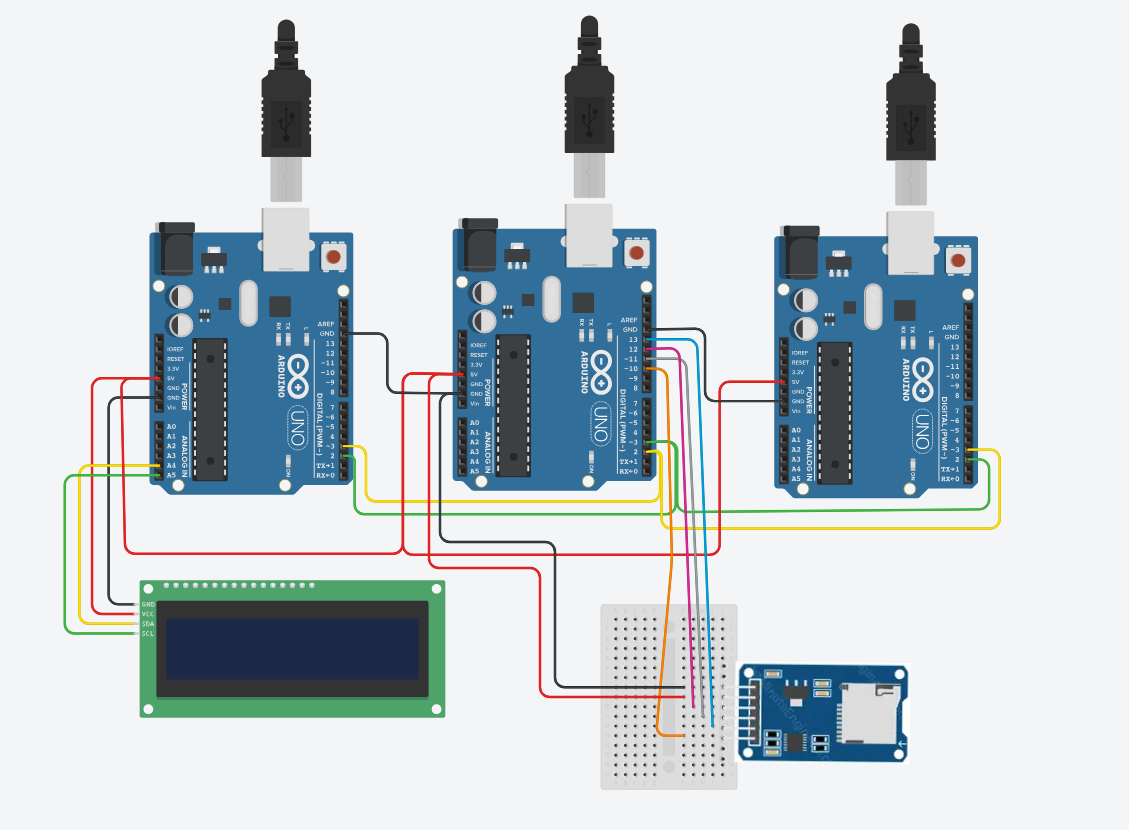 AREF
GND
13
12
~11
~10
~9
8
7
~6
~5
4
~3
2
TX→1
RX←0
IOREF
RESET
3.3V
5V
GND
GND
Vin
A0
A1
A2
A3
A4
A5
POWER
ANALOG IN
DIGITAL (PWM~)
ARDUINO
UNO
RX
TX
L
ON
AREF
GND
13
12
~11
~10
~9
8
7
~6
~5
4
~3
2
TX→1
RX←0
IOREF
RESET
3.3V
5V
GND
GND
Vin
A0
A1
A2
A3
A4
A5
POWER
ANALOG IN
DIGITAL (PWM~)
ARDUINO
UNO
RX
TX
L
ON
AREF
GND
13
12
~11
~10
~9
8
7
~6
~5
4
~3
2
TX→1
RX←0
IOREF
RESET
3.3V
5V
GND
GND
Vin
A0
A1
A2
A3
A4
A5
POWER
ANALOG IN
DIGITAL (PWM~)
ARDUINO
UNO
RX
TX
L
ON
GND
VCC
SDA
SCL